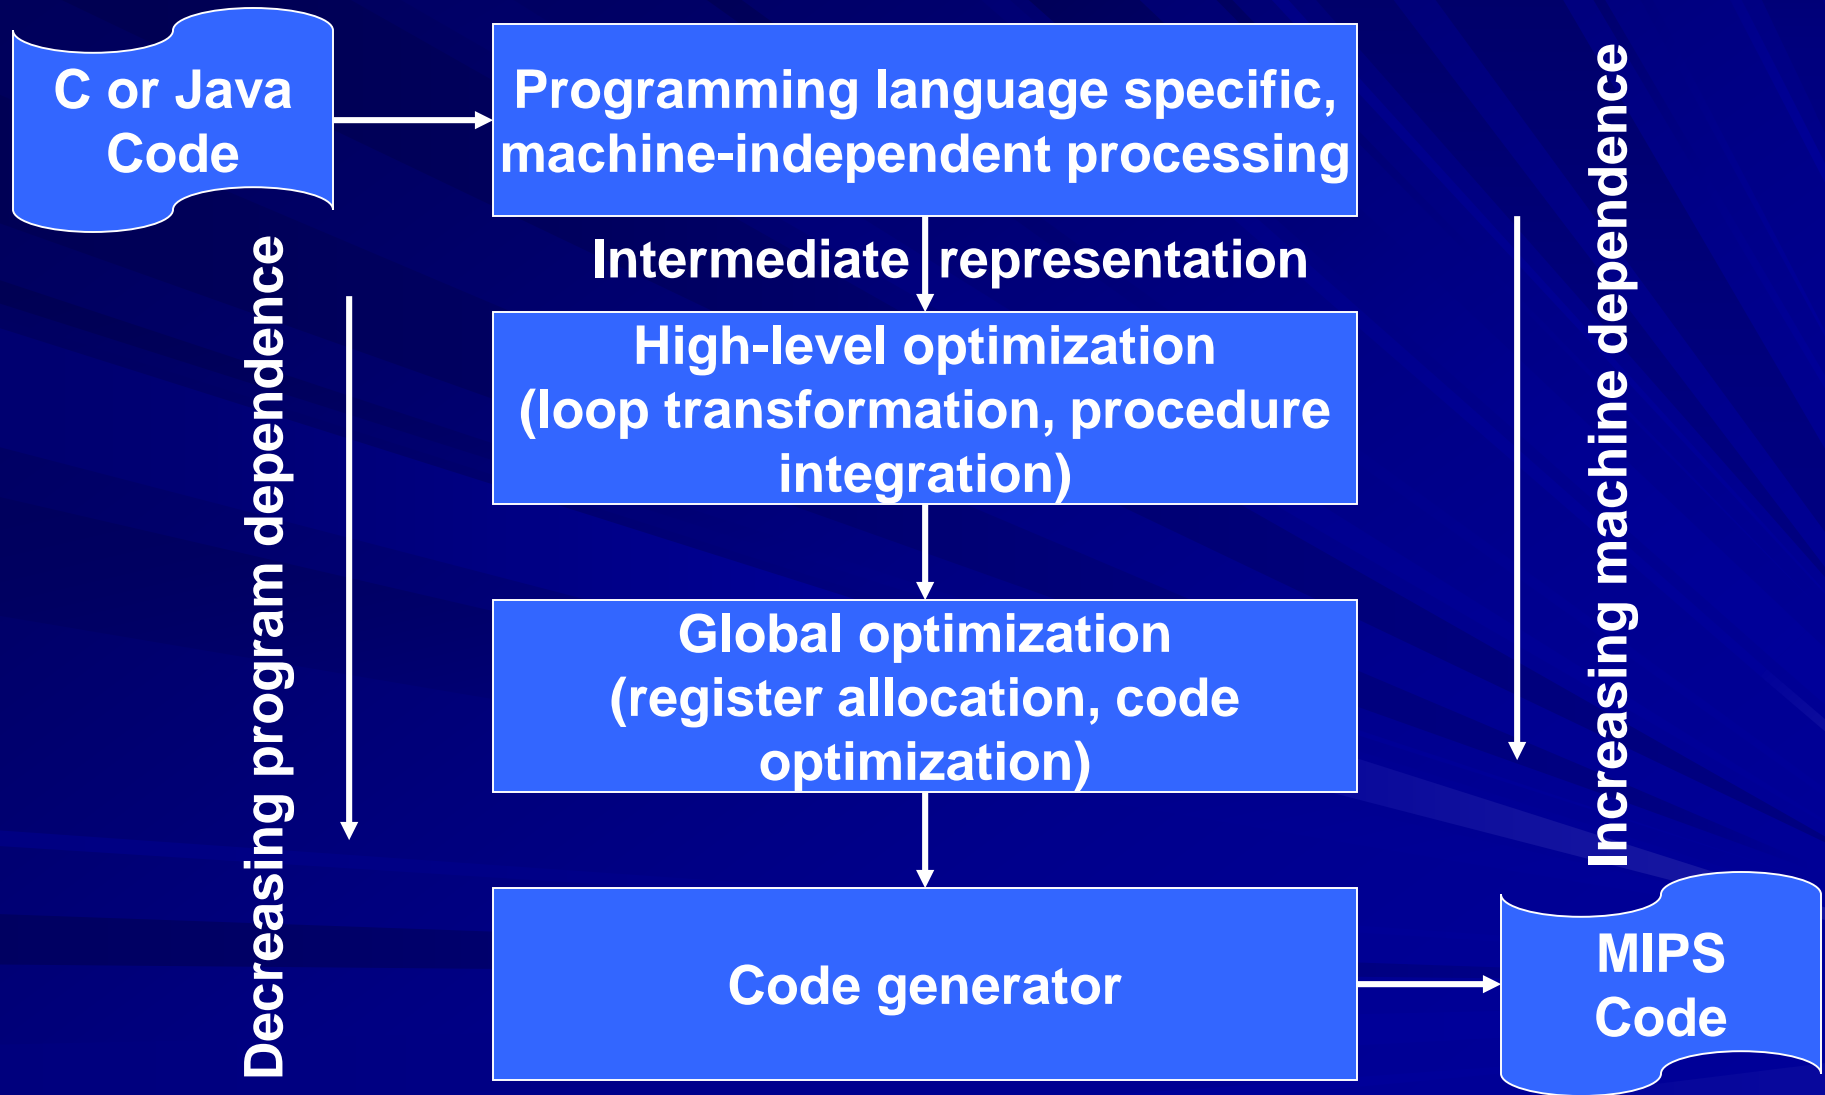 C or Java
Code
Programming language specific,
machine-independent processing
Intermediate representation
High-level optimization
(loop transformation, procedure
integration)
Global optimization
(register allocation, code
optimization)
Code generator
MIPS
Code
Decreasing program dependence
Increasing machine dependence